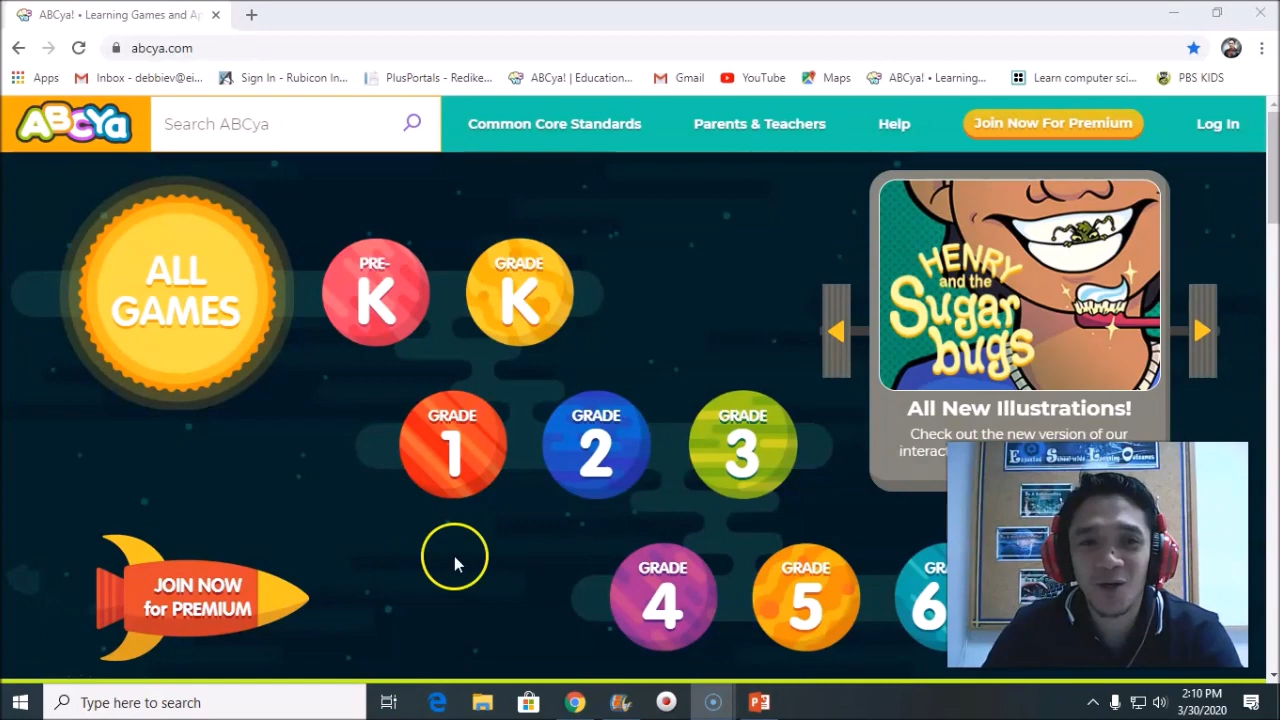 ABCya! • Learning Games and Ap
abcya.com
Apps
Inbox - debbiev@ei...
Sign In - Rubicon In...
PlusPortals - Redike...
ABCya! | Education...
Gmail
YouTube
Maps
ABCya! • Learning...
Learn computer sci...
PBS KIDS
ABCya
Search ABCya
Common Core Standards
Parents & Teachers
Help
Join Now For Premium
Log In
ALL
GAMES
PRE-
K
GRADE
K
HENRY
and the
Sugar
bugs
All New Illustrations!
Check out the new version of our
GRADE
1
GRADE
2
GRADE
3
JOIN NOW
for PREMIUM
GRADE
4
GRADE
5
6
Type here to search
2:10 PM
3/30/2020